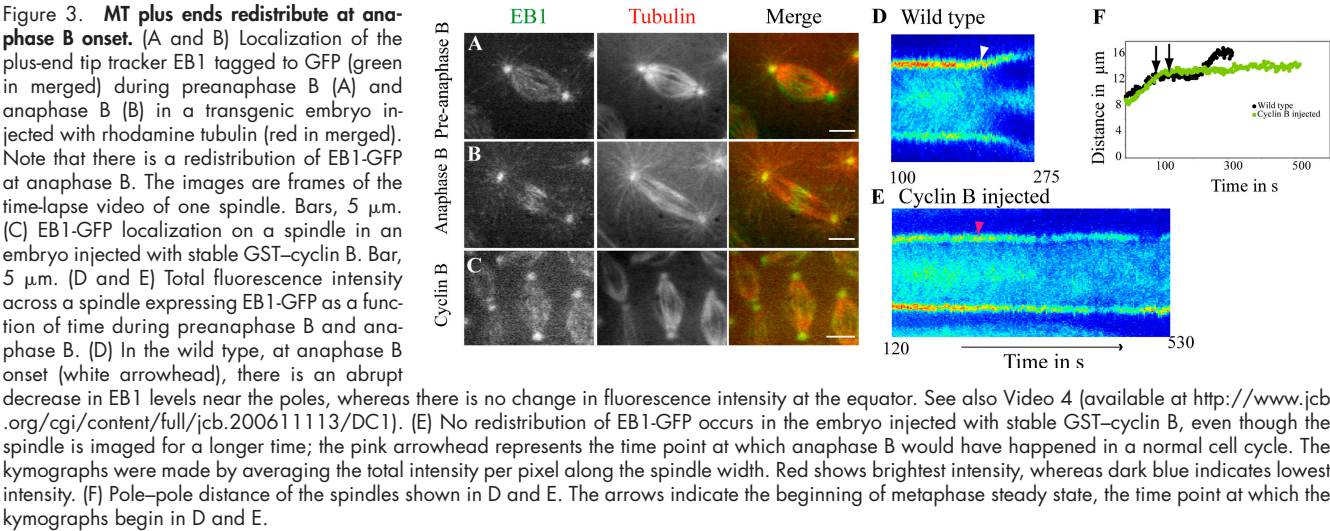 Figure 3. MT plus ends redistribute at ana-
phase B onset. (A and B) Localization of the
plus-end tip tracker EB1 tagged to GFP (green
in merged) during preanaphase B (A) and
anaphase B (B) in a transgenic embryo in-
jected with rhodamine tubulin (red in merged).
Note that there is a redistribution of EB1-GFP
at anaphase B. The images are frames of the
time-lapse video of one spindle. Bars, 5 μm.
(C) EB1-GFP localization on a spindle in an
embryo injected with stable GST–cyclin B. Bar,
5 μm. (D and E) Total fluorescence intensity
across a spindle expressing EB1-GFP as a func-
tion of time during preanaphase B and ana-
phase B. (D) In the wild type, at anaphase B
onset (white arrowhead), there is an abrupt
decrease in EB1 levels near the poles, whereas there is no change in fluorescence intensity at the equator. See also Video 4 (available at http://www.jcb
.org/cgi/content/full/jcb.200611113/DC1). (E) No redistribution of EB1-GFP occurs in the embryo injected with stable GST–cyclin B, even though the
spindle is imaged for a longer time; the pink arrowhead represents the time point at which anaphase B would have happened in a normal cell cycle. The
kymographs were made by averaging the total intensity per pixel along the spindle width. Red shows brightest intensity, whereas dark blue indicates lowest
intensity. (F) Pole–pole distance of the spindles shown in D and E. The arrows indicate the beginning of metaphase steady state, the time point at which the
kymographs begin in D and E.
EB1 Tubulin Merge
Pre-anaphase B
A
Anaphase B
B
Cyclin B
C
D Wild type
100 275
E Cyclin B injected
120 530
Time in s
F
Distance in μm
16
12
8
4
0
Wild type
Cyclin B injected
100 300 500
Time in s